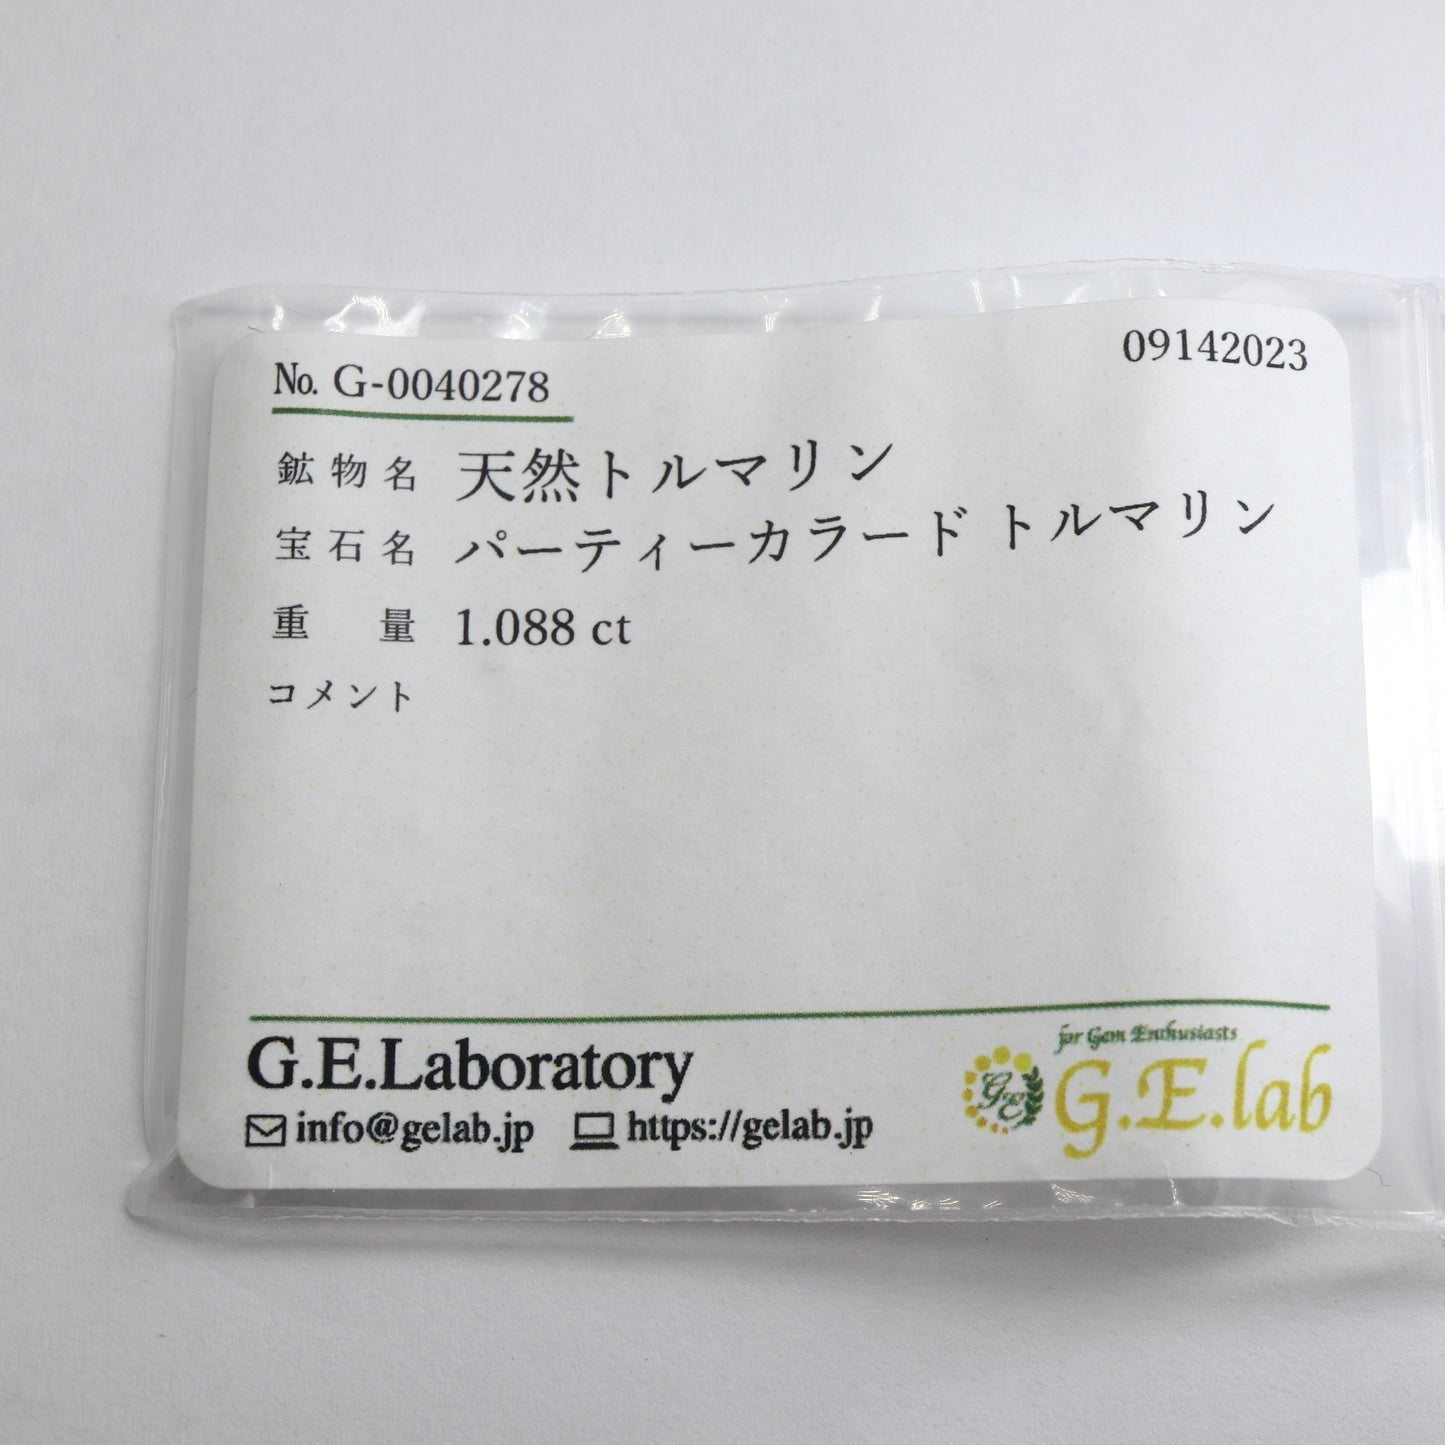 09142023
No. G-0040278
鉱物名 天然トルマリン
宝石名 パーティーカラード トルマリン
重量 1.088 ct
コメント
G.E.Laboratory
info@gelab.jp https://gelab.jp
for Gem Enthusiasts
GE G.E.lab